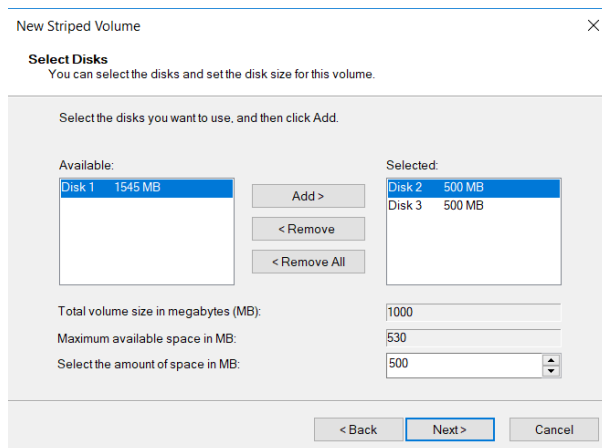 New Striped Volume
Select Disks
You can select the disks and set the disk size for this volume.
Select the disks you want to use, and then click Add.
Available:
Selected:
Disk 1 1545 MB
Add >
Disk 2 500 MB
Disk 3 500 MB
< Remove
< Remove All
Total volume size in megabytes (MB):
1000
Maximum available space in MB:
530
Select the amount of space in MB:
500
< Back
Next >
Cancel